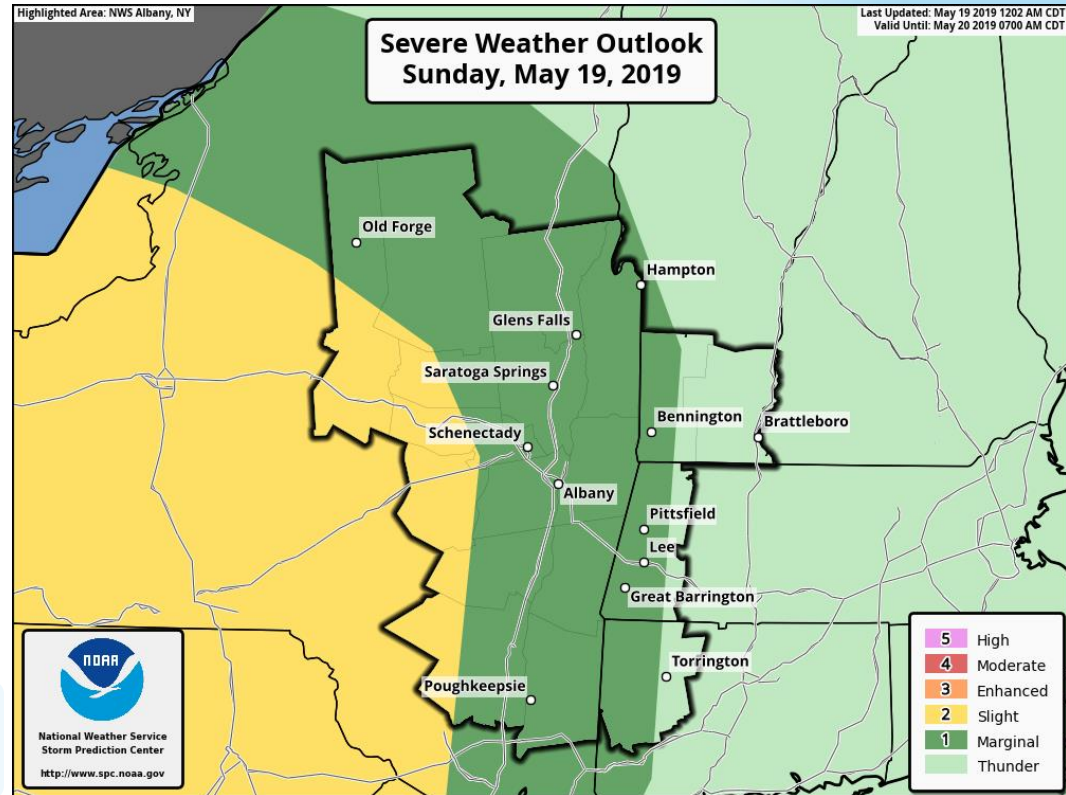 Highlighted Area: NWS Albany, NY
Last Updated: May 19 2019 1202 AM CDT
Valid Until: May 20 2019 0700 AM CDT
Severe Weather Outlook
Sunday, May 19, 2019
Old Forge
Hampton
Glens Falls
Saratoga Springs
Bennington
Brattleboro
Schenectady
Albany
Pittsfield
Lee
Great Barrington
Torrington
Poughkeepsie
NOAA
National Weather Service
Storm Prediction Center
http://www.spc.noaa.gov
5 High
4 Moderate
3 Enhanced
2 Slight
1 Marginal
Thunder